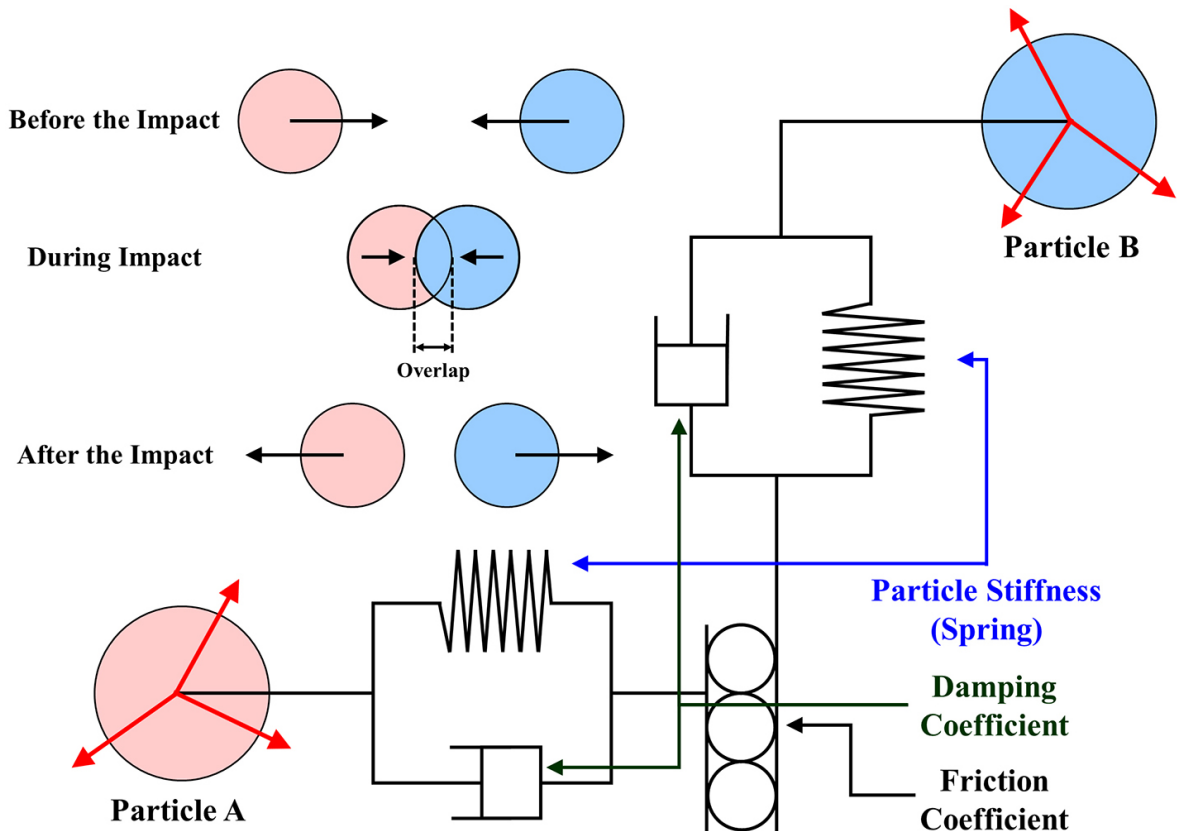 Before the Impact
Particle B
During Impact
Overlap
After the Impact
Particle Stiffness
(Spring)
Damping
Coefficient
Friction
Coefficient
Particle A